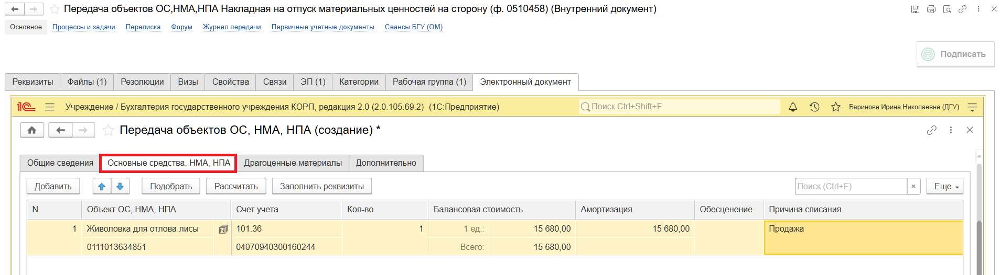 Передача объектов ОС,НМА,НПА Накладная на отпуск материальных ценностей на сторону (ф. 0510458) (Внутренний документ)
Основное Процессы и задачи Переписка Форум Журнал передачи Первичные учетные документы Сеансы БГУ (ОМ)
Подписать
Реквизиты Файлы (1) Резолюции Визы Свойства Связи ЭП (1) Категории Рабочая группа (1) Электронный документ
1С Учреждение / Бухгалтерия государственного учреждения КОРП, редакция 2.0 (2.0.105.69.2) (1С:Предприятие) Поиск Ctrl+Shift+F Баринова Ирина Николаевна (ДГУ)
Передача объектов ОС, НМА, НПА (создание) *
Общие сведения Основные средства, НМА, НПА Драгоценные материалы Дополнительно
Добавить Подобрать Рассчитать Заполнить реквизиты Поиск (Ctrl+F) × Еще
N Объект ОС, НМА, НПА Счет учета Кол-во Балансовая стоимость Амортизация Обесценение Причина списания
1 Живоловка для отлова лисы N 101.36 1 1 ед.: 15 680,00 15 680,00 Продажа
0111013634851 04070940300160244 Всего: 15 680,00